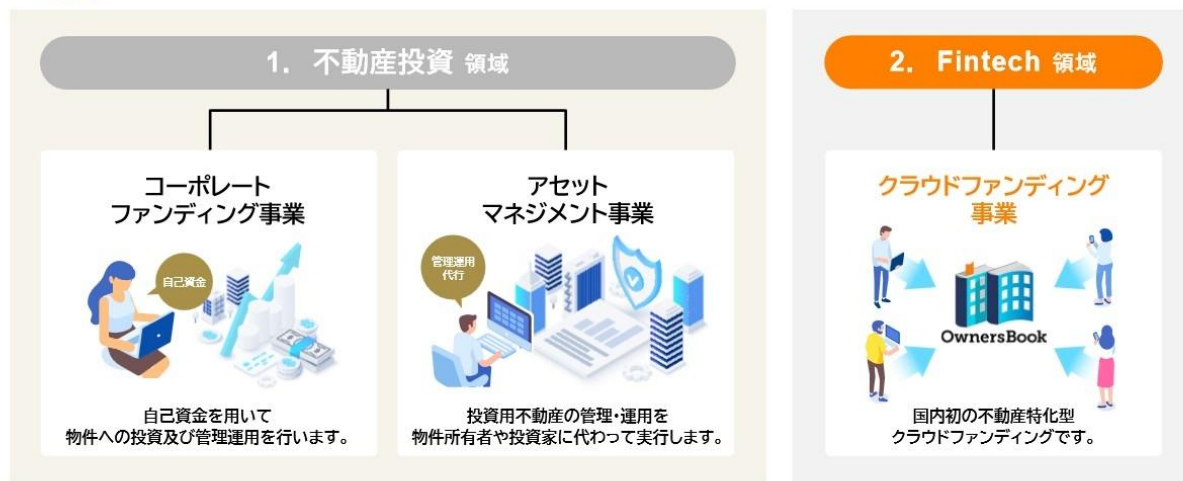 1. 不動産投資 領域
コーポレート
ファンディング事業
自己資金
自己資金を用いて
物件への投資及び管理運用を行います。
アセット
マネジメント事業
管理運用
代行
投資用不動産の管理・運用を
物件所有者や投資家に代わって実行します。
2. Fintech 領域
クラウドファンディング
事業
OwnersBook
国内初の不動産特化型
クラウドファンディングです。